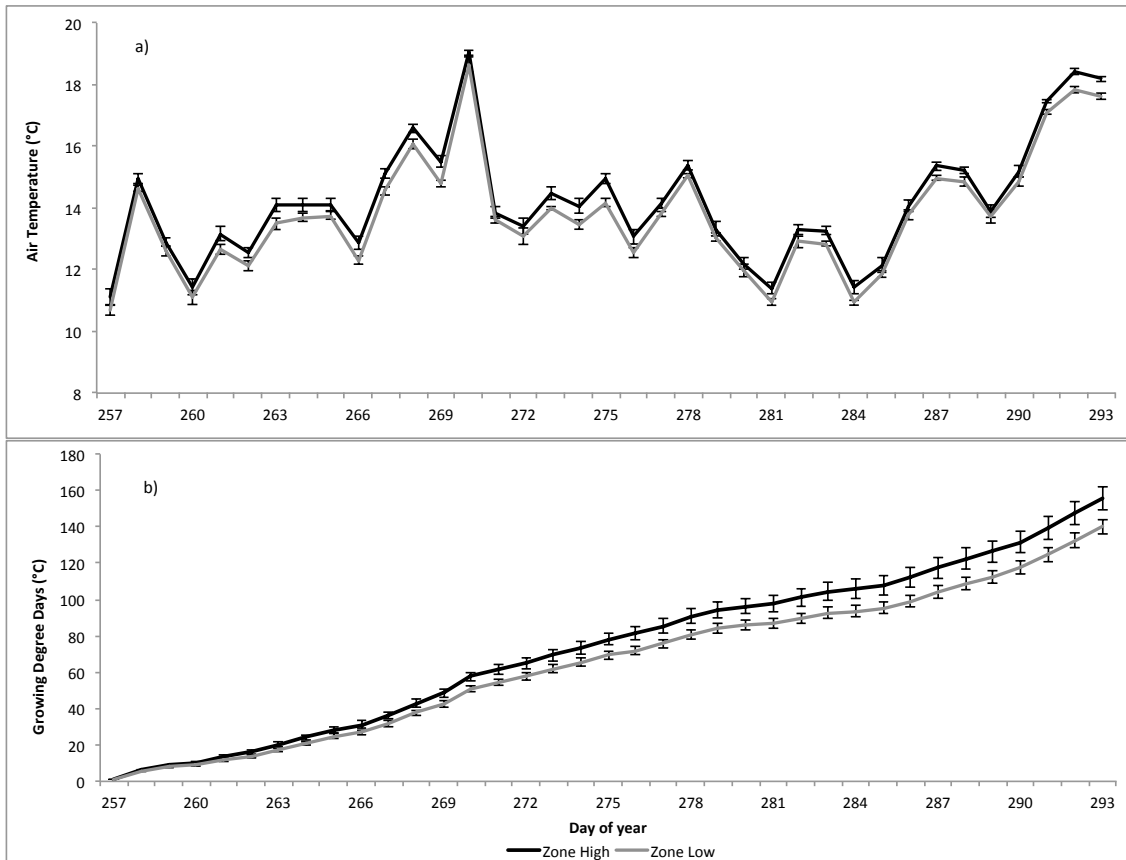 a)
Air Temperature (°C)
20
18
16
14
12
10
8
257 260 263 266 269 272 275 278 281 284 287 290 293
b)
Growing Degree Days (°C)
180
160
140
120
100
80
60
40
20
0
257 260 263 266 269 272 275 278 281 284 287 290 293
Day of year
Zone High Zone Low